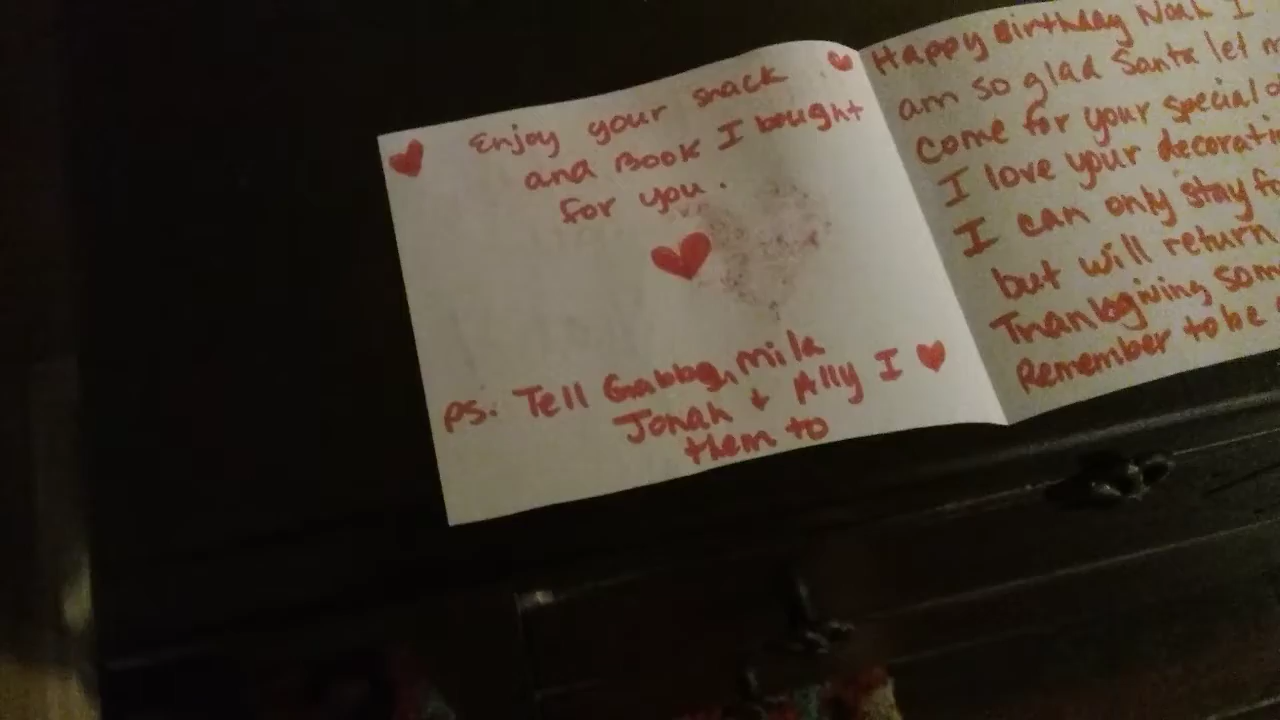 Enjoy your snack
and Book I bought
for you.
ps. Tell Gabby, Mila
Jonah + Ally I ♥
them to
Happy Birthday Noah I
am so glad Santa let
come for your special
I love your
I can only stay
but will return
Thanksgiving
Remember to be